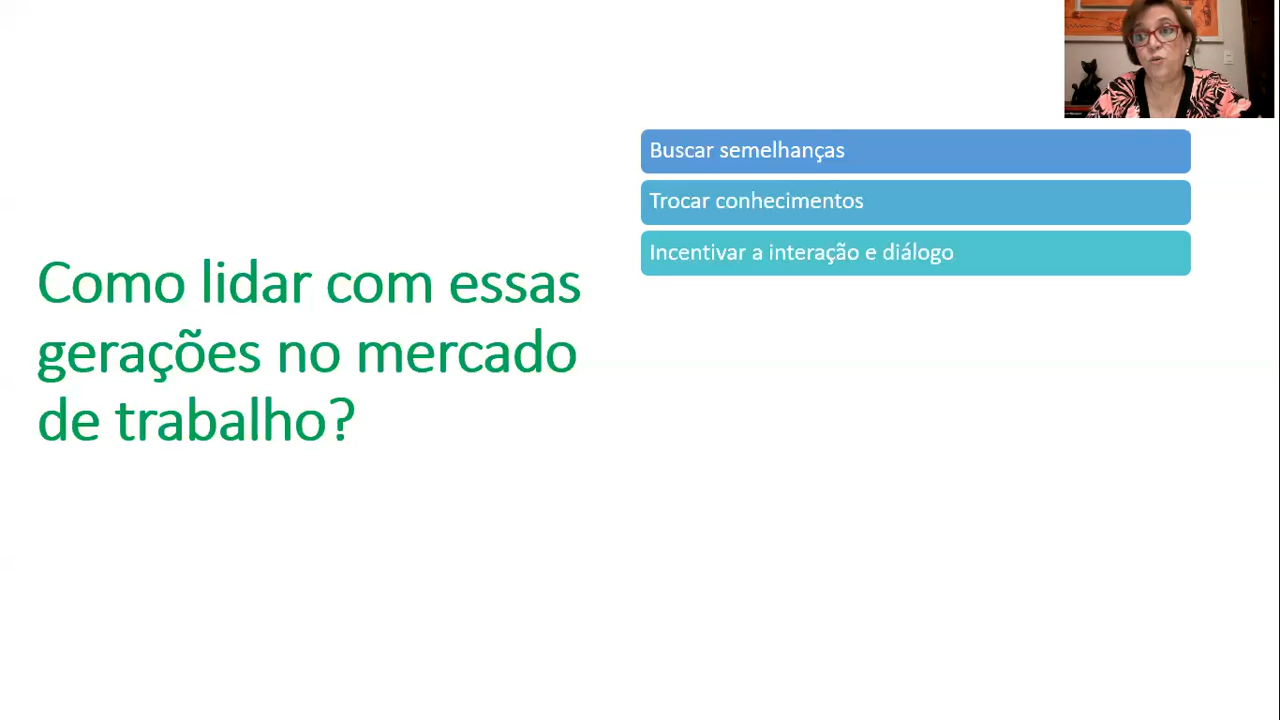 Como lidar com essas
gerações no mercado
de trabalho?
Buscar semelhanças
Trocar conhecimentos
Incentivar a interação e diálogo